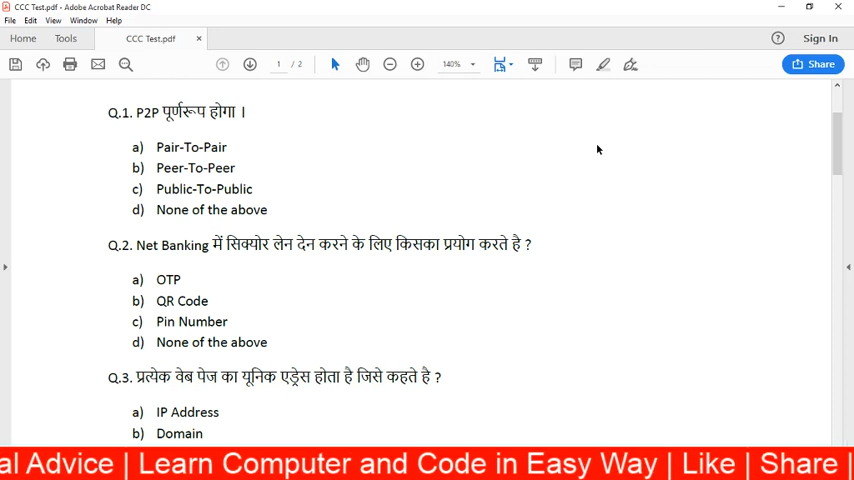 CCC Test.pdf - Adobe Acrobat Reader DC
File Edit View Window Help
Home Tools CCC Test.pdf × Sign In
1 / 2 140% Share
Q.1. P2P पूर्णरूप होगा ।
a) Pair-To-Pair
b) Peer-To-Peer
c) Public-To-Public
d) None of the above
Q.2. Net Banking में सिक्योर लेन देन करने के लिए किसका प्रयोग करते है ?
a) OTP
b) QR Code
c) Pin Number
d) None of the above
Q.3. प्रत्येक वेब पेज का यूनिक एड्रेस होता है जिसे कहते है ?
a) IP Address
b) Domain
al Advice | Learn Computer and Code in Easy Way | Like | Share |